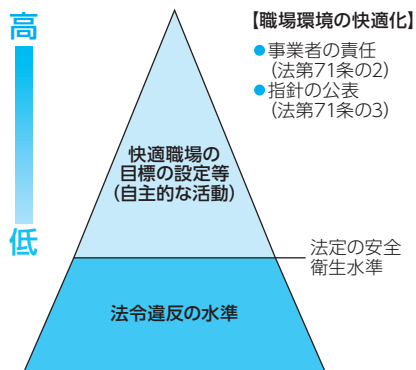 高
低
【職場環境の快適化】
●事業者の責任
(法第71条の2)
●指針の公表
(法第71条の3)
快適職場の
目標の設定等
(自主的な活動)
法定の安全
衛生水準
法令違反の水準